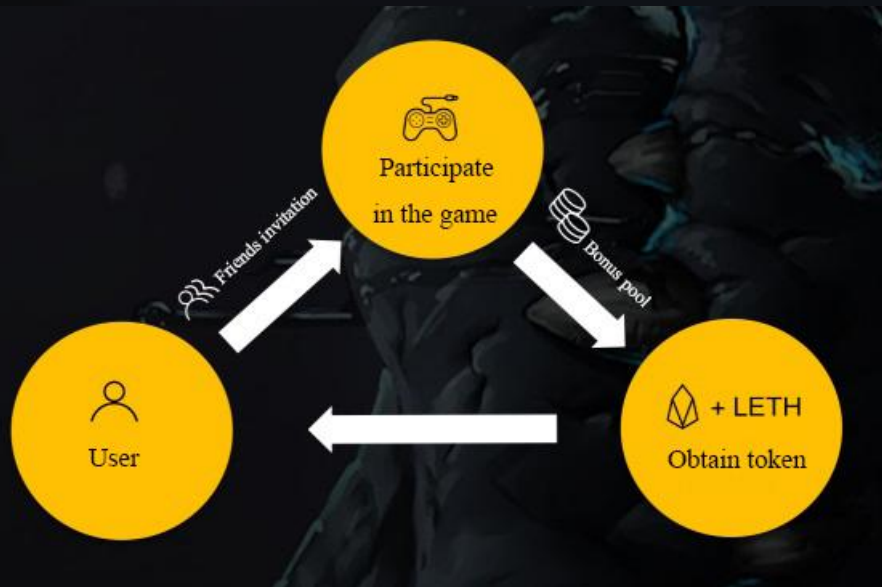 Participate
in the game
Friends invitation
Bonus pool
User
+ LETH
Obtain token